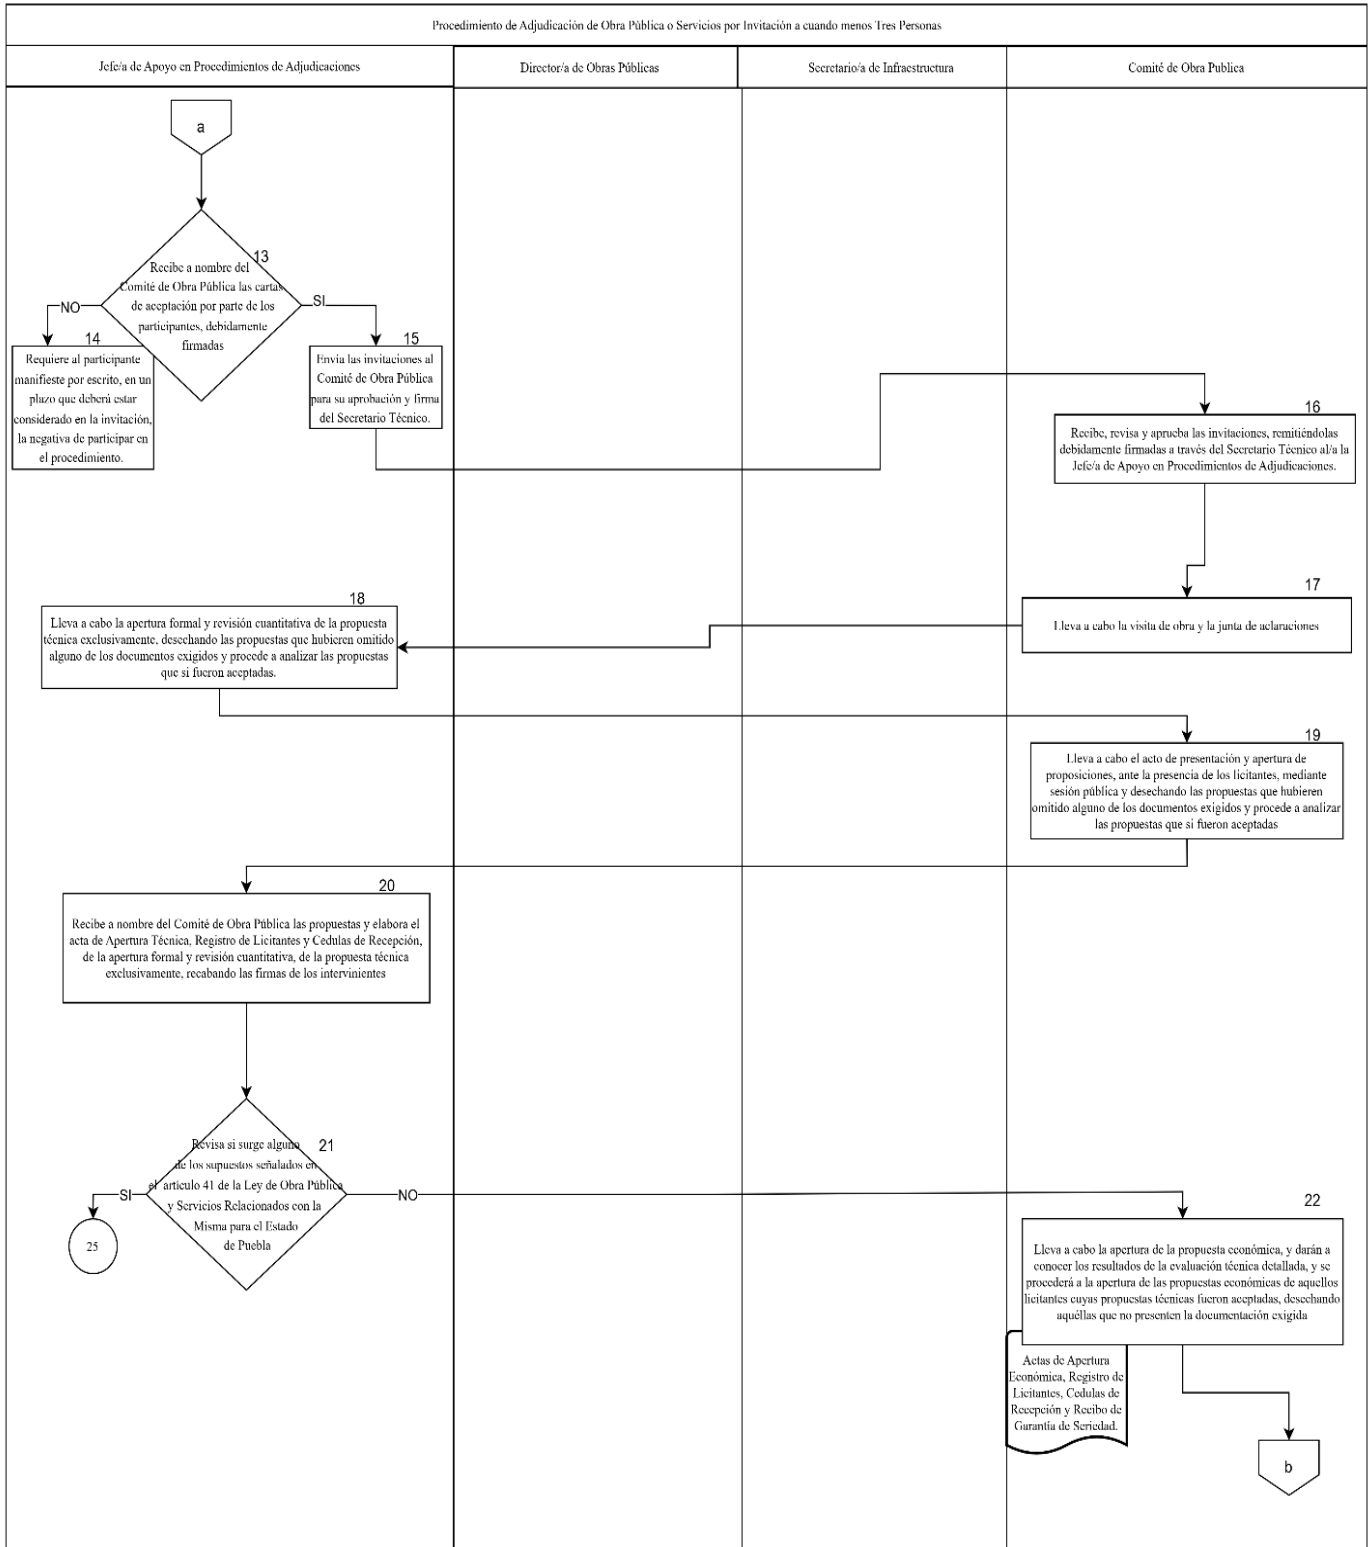 Procedimiento de Adjudicación de Obra Pública o Servicios por Invitación a cuando menos Tres Personas
Jefe/a de Apoyo en Procedimientos de Adjudicaciones
Director/a de Obras Públicas
Secretario/a de Infraestructura
Comité de Obra Publica
a
13
Recibe a nombre del
Comité de Obra Pública las cartas
de aceptación por parte de los
participantes, debidamente
firmadas
NO
SI
14
Requiere al participante
manifieste por escrito, en un
plazo que deberá estar
considerado en la invitación,
la negativa de participar en
el procedimiento.
15
Envía las invitaciones al
Comité de Obra Pública
para su aprobación y firma
del Secretario Técnico.
16
Recibe, revisa y aprueba las invitaciones, remitiéndolas
debidamente firmadas a través del Secretario Técnico al/a la
Jefe/a de Apoyo en Procedimientos de Adjudicaciones.
17
Lleva a cabo la visita de obra y la junta de aclaraciones
18
Lleva a cabo la apertura formal y revisión cuantitativa de la propuesta
técnica exclusivamente, desechando las propuestas que hubieren omitido
alguno de los documentos exigidos y procede a analizar las propuestas
que si fueron aceptadas.
19
Lleva a cabo el acto de presentación y apertura de
proposiciones, ante la presencia de los licitantes, mediante
sesión pública y desechando las propuestas que hubieren
omitido alguno de los documentos exigidos y procede a analizar
las propuestas que si fueron aceptadas
20
Recibe a nombre del Comité de Obra Pública las propuestas y elabora el
acta de Apertura Técnica, Registro de Licitantes y Cedulas de Recepción,
de la apertura formal y revisión cuantitativa, de la propuesta técnica
exclusivamente, recabando las firmas de los intervinientes
21
Revisa si surge alguno
de los supuestos señalados en
el artículo 41 de la Ley de Obra Pública
y Servicios Relacionados con la
Misma para el Estado
de Puebla
SI
NO
25
22
Lleva a cabo la apertura de la propuesta económica, y darán a
conocer los resultados de la evaluación técnica detallada, y se
procederá a la apertura de las propuestas económicas de aquellos
licitantes cuyas propuestas técnicas fueron aceptadas, desechando
aquéllas que no presenten la documentación exigida
Actas de Apertura
Económica, Registro de
Licitantes, Cedulas de
Recepción y Recibo de
Garantía de Seriedad.
b